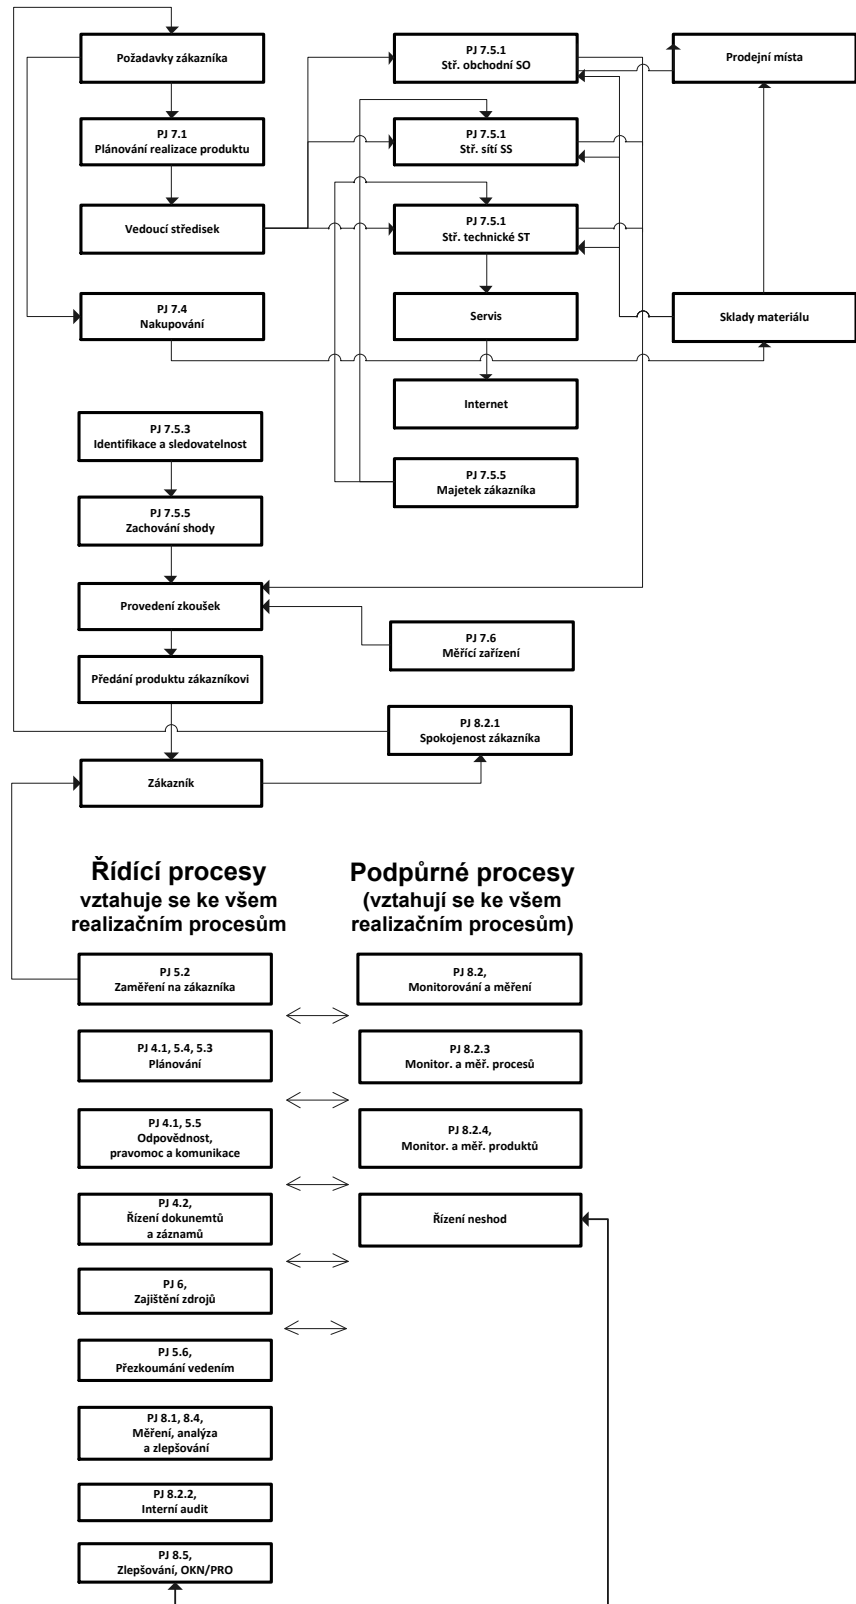 Požadavky zákazníka
PJ 7.5.1
Stř. obchodní SO
Prodejní místa
PJ 7.1
Plánování realizace produktu
PJ 7.5.1
Stř. sítí SS
Vedoucí středisek
PJ 7.5.1
Stř. technické ST
PJ 7.4
Nakupování
Servis
Sklady materiálu
Internet
PJ 7.5.3
Identifikace a sledovatelnost
PJ 7.5.5
Majetek zákazníka
PJ 7.5.5
Zachování shody
Provedení zkoušek
PJ 7.6
Měřící zařízení
Předání produktu zákazníkovi
PJ 8.2.1
Spokojenost zákazníka
Zákazník
Řídící procesy
vztahuje se ke všem
realizačním procesům
Podpůrné procesy
(vztahují se ke všem
realizačním procesům)
PJ 5.2
Zaměření na zákazníka
PJ 8.2,
Monitorování a měření
PJ 4.1, 5.4, 5.3
Plánování
PJ 8.2.3
Monitor. a měř. procesů
PJ 4.1, 5.5
Odpovědnost,
pravomoc a komunikace
PJ 8.2.4,
Monitor. a měř. produktů
PJ 4.2,
Řízení dokunemtů
a záznamů
Řízení neshod
PJ 6,
Zajištění zdrojů
PJ 5.6,
Přezkoumání vedením
PJ 8.1, 8.4,
Měření, analýza
a zlepšování
PJ 8.2.2,
Interní audit
PJ 8.5,
Zlepšování, OKN/PRO